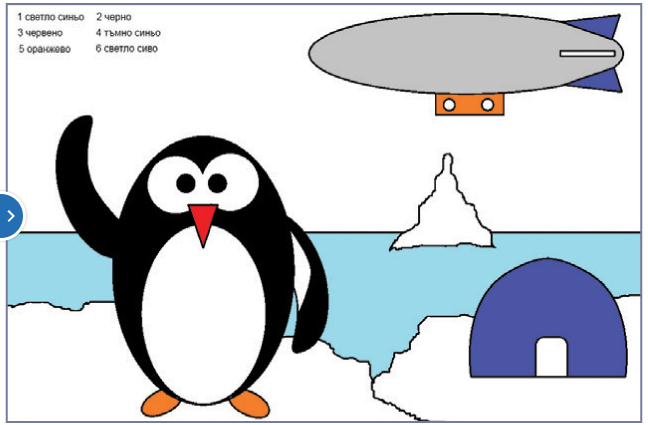 1 светло синьо 2 черно
3 червено 4 тъмно синьо
5 оранжево 6 светло сиво